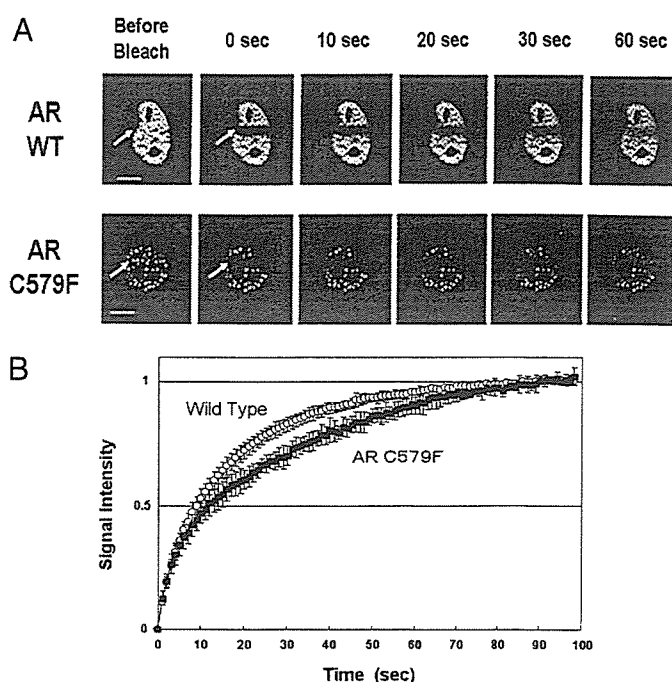 A
Before Bleach
0 sec
10 sec
20 sec
30 sec
60 sec
AR WT
AR C579F
B
Signal Intensity
1
0.5
0
Wild Type
AR C579F
0 10 20 30 40 50 60 70 80 90 100
Time (sec)